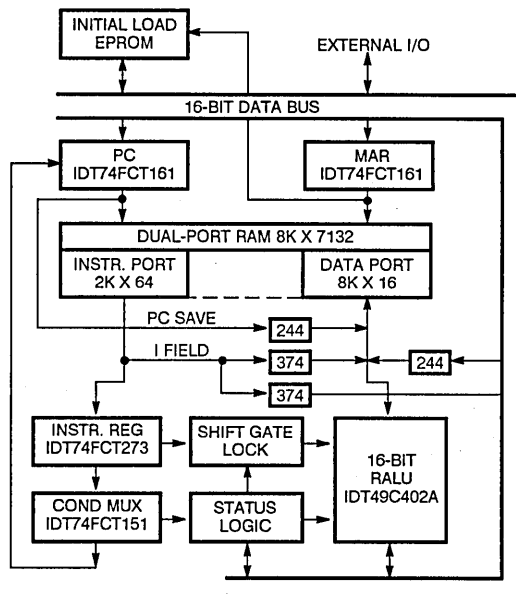 INITIAL LOAD
EPROM
EXTERNAL I/O
16-BIT DATA BUS
PC
IDT74FCT161
MAR
IDT74FCT161
DUAL-PORT RAM 8K X 7132
INSTR. PORT
2K X 64
DATA PORT
8K X 16
PC SAVE
244
I FIELD
374
244
374
INSTR. REG
IDT74FCT273
SHIFT GATE
LOCK
16-BIT
RALU
IDT49C402A
COND MUX
IDT74FCT151
STATUS
LOGIC